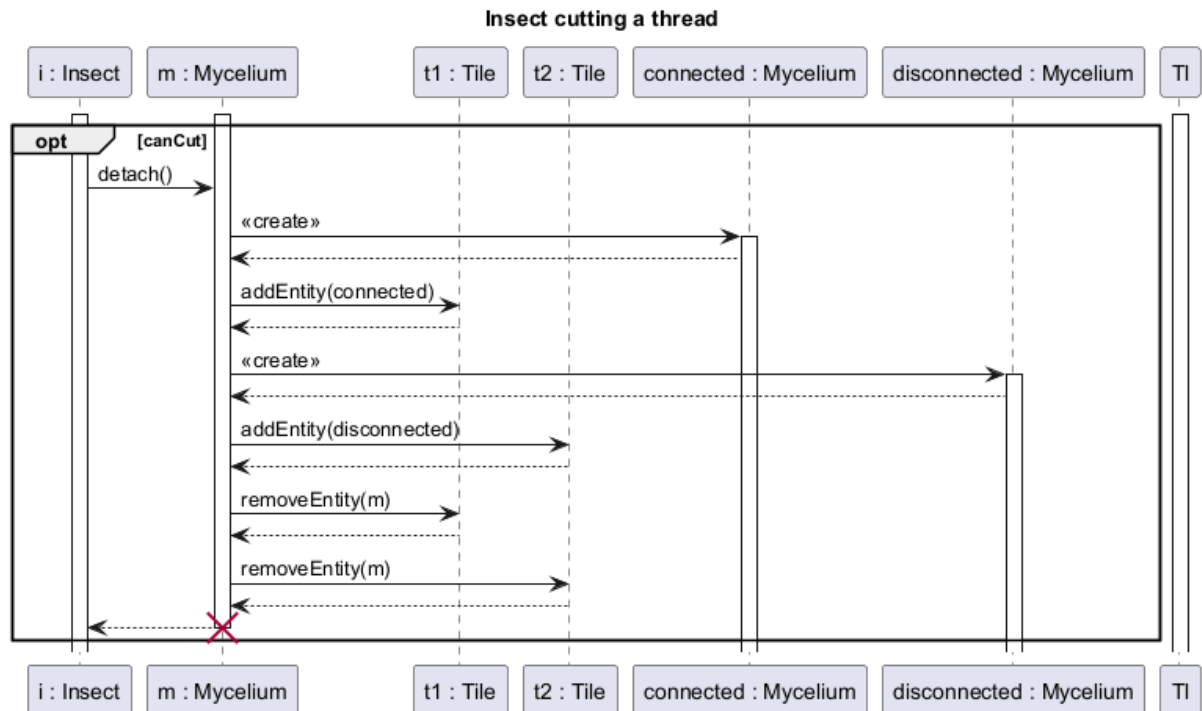 Insect cutting a thread
i : Insect m : Mycelium t1 : Tile t2 : Tile connected : Mycelium disconnected : Mycelium TI
opt [canCut]
detach()
«create»
addEntity(connected)
«create»
addEntity(disconnected)
removeEntity(m)
removeEntity(m)
i : Insect m : Mycelium t1 : Tile t2 : Tile connected : Mycelium disconnected : Mycelium TI